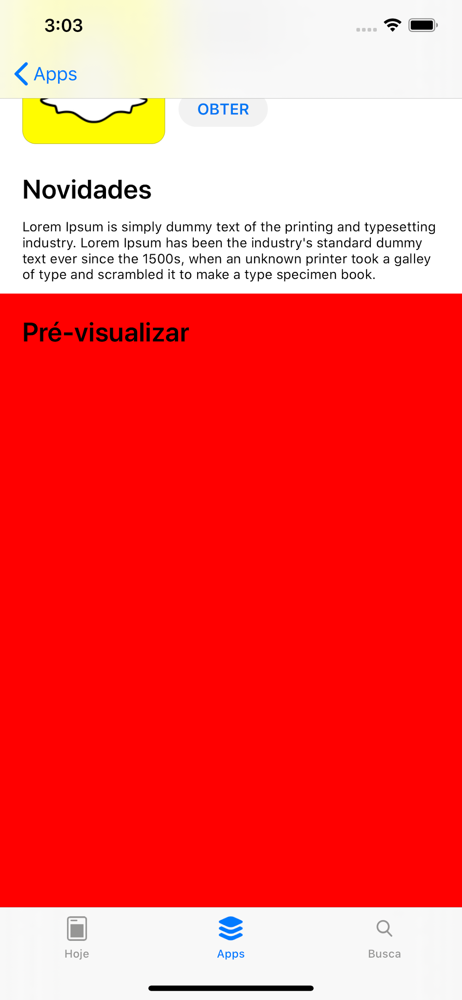 3:03
Apps
OBTER
Novidades
Lorem Ipsum is simply dummy text of the printing and typesetting
industry. Lorem Ipsum has been the industry's standard dummy
text ever since the 1500s, when an unknown printer took a galley
of type and scrambled it to make a type specimen book.
Pré-visualizar
Hoje
Apps
Busca